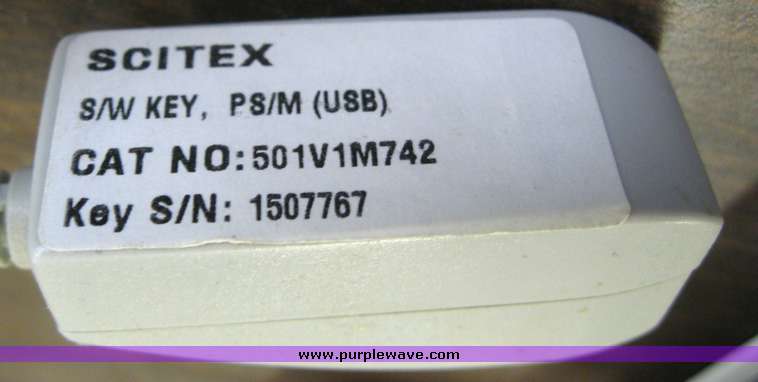 SCITEX
S/W KEY, PS/M (USB)
CAT NO: 501V1M742
Key S/N: 1507767
www.purplewave.com